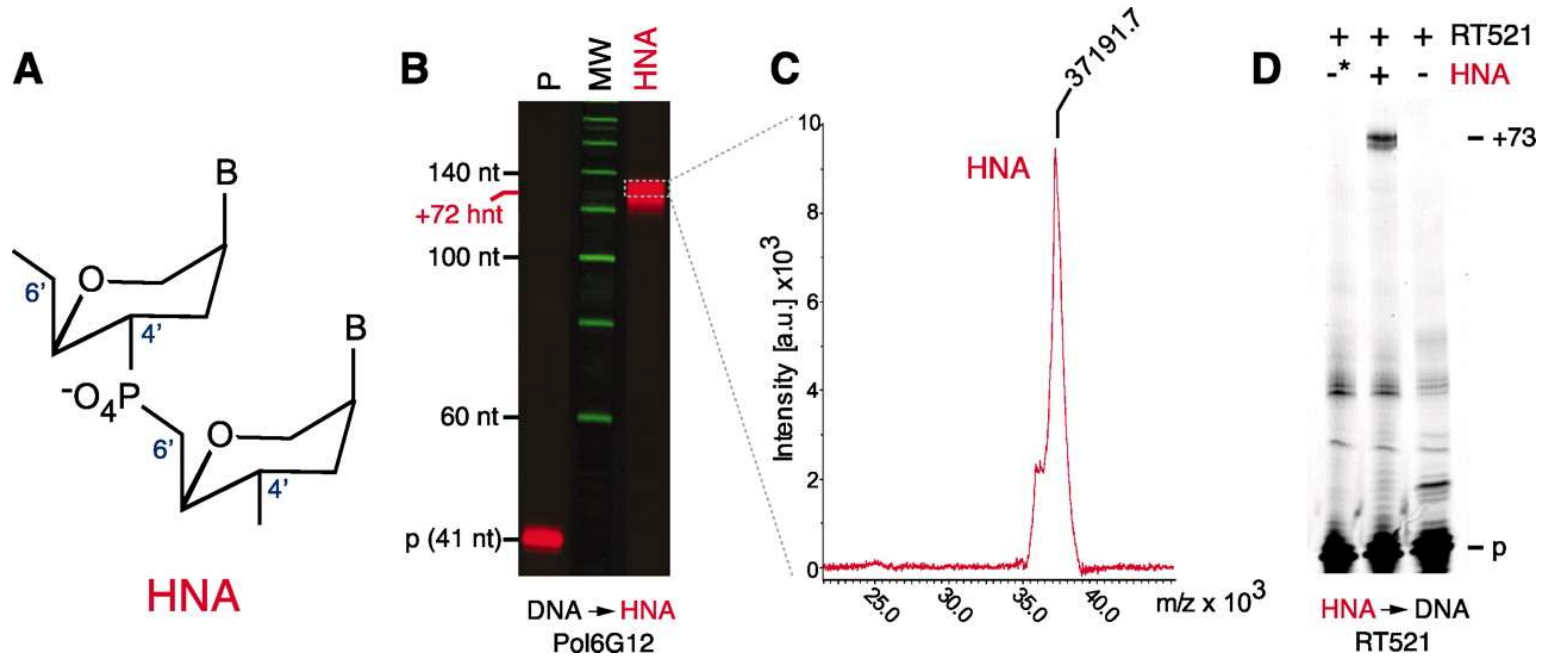 A
B
B
6'
O
4'
-O4P
6'
O
4'
HNA
B
P
MW
HNA
140 nt
+72 hnt
100 nt
60 nt
p (41 nt)
DNA → HNA
Pol6G12
C
37191.7
HNA
Intensity [a.u.] x10³
10
8
6
4
2
0
25.0
30.0
35.0
40.0
m/z x 10³
D
+ + + RT521
-* + - HNA
+73
p
HNA → DNA
RT521